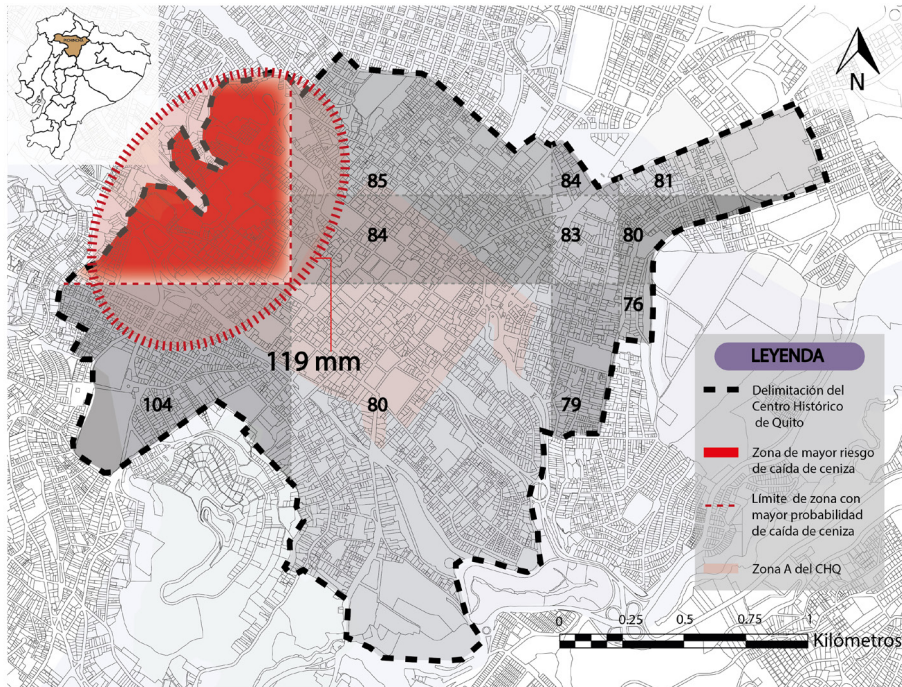 N
85
84
81
84
83
80
76
119 mm
104
80
79
LEYENDA
Delimitación del
Centro Histórico
de Quito
Zona de mayor riesgo
de caída de ceniza
Límite de zona con
mayor probabilidad
de caída de ceniza
Zona A del CHQ
0 0.25 0.5 0.75 1
Kilómetros